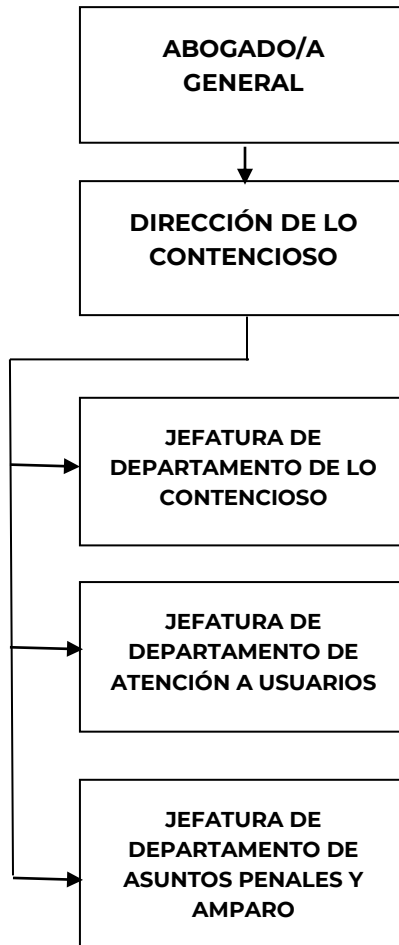 ABOGADO/A
GENERAL
DIRECCIÓN DE LO
CONTENCIOSO
JEFATURA DE
DEPARTAMENTO DE LO
CONTENCIOSO
JEFATURA DE
DEPARTAMENTO DE
ATENCIÓN A USUARIOS
JEFATURA DE
DEPARTAMENTO DE
ASUNTOS PENALES Y
AMPARO